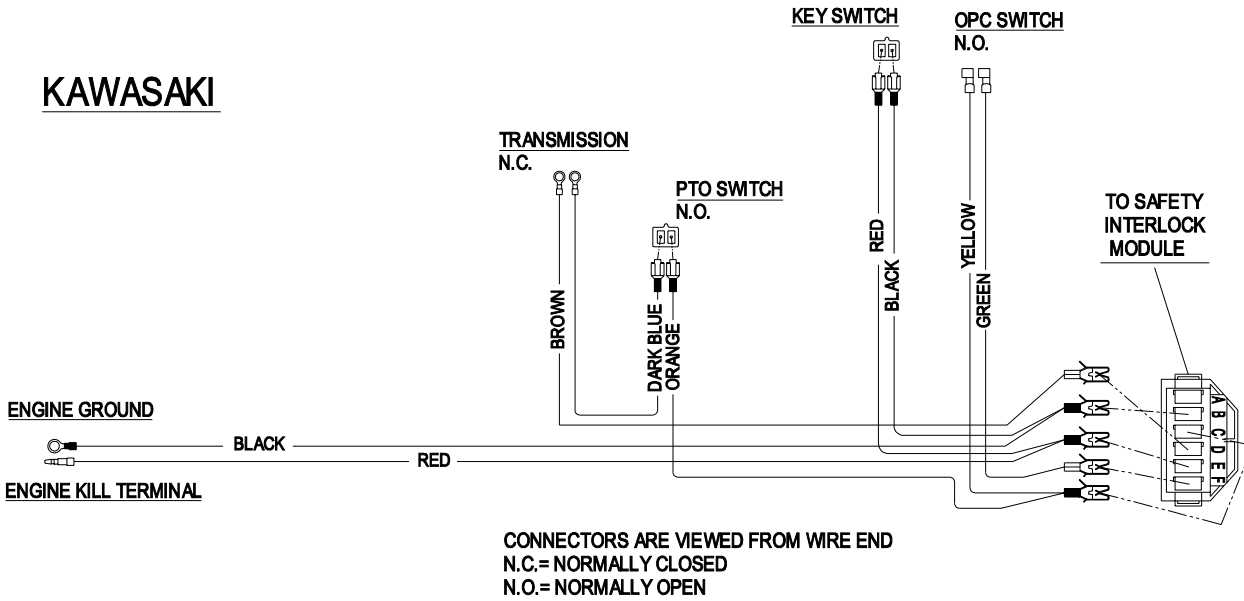 KEY SWITCH
OPC SWITCH
N.O.
KAWASAKI
TRANSMISSION
N.C.
PTO SWITCH
N.O.
TO SAFETY
INTERLOCK
MODULE
RED
BLACK
YELLOW
GREEN
BROWN
DARK BLUE
ORANGE
A
B
C
D
E
F
ENGINE GROUND
BLACK
RED
ENGINE KILL TERMINAL
CONNECTORS ARE VIEWED FROM WIRE END
N.C.= NORMALLY CLOSED
N.O.= NORMALLY OPEN